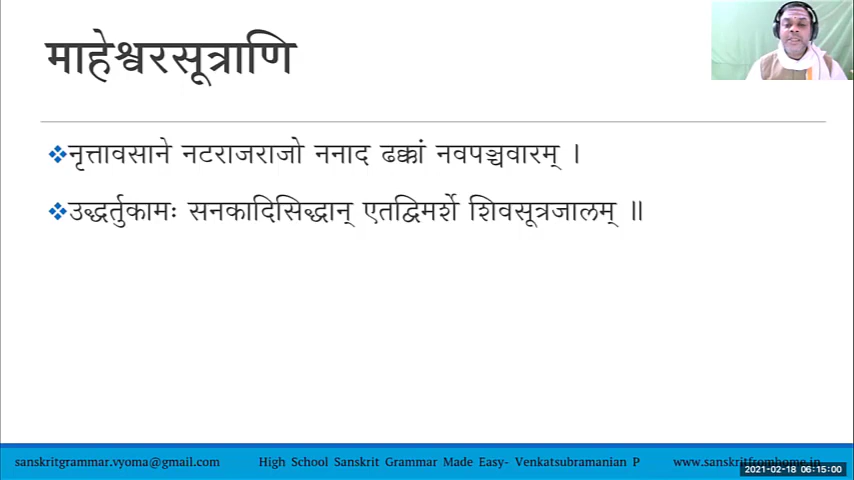 माहेश्वरसूत्राणि
नृत्तावसाने नटराजराजो ननाद ढक्कां नवपञ्चवारम् ।
उद्धर्तुकामः सनकादिसिद्धान् एतद्विमर्शे शिवसूत्रजालम् ॥
sanskritgrammar.vyoma@gmail.com High School Sanskrit Grammar Made Easy- Venkatsubramanian P www.sanskritfromhome.in
2021-02-18 06:15:00